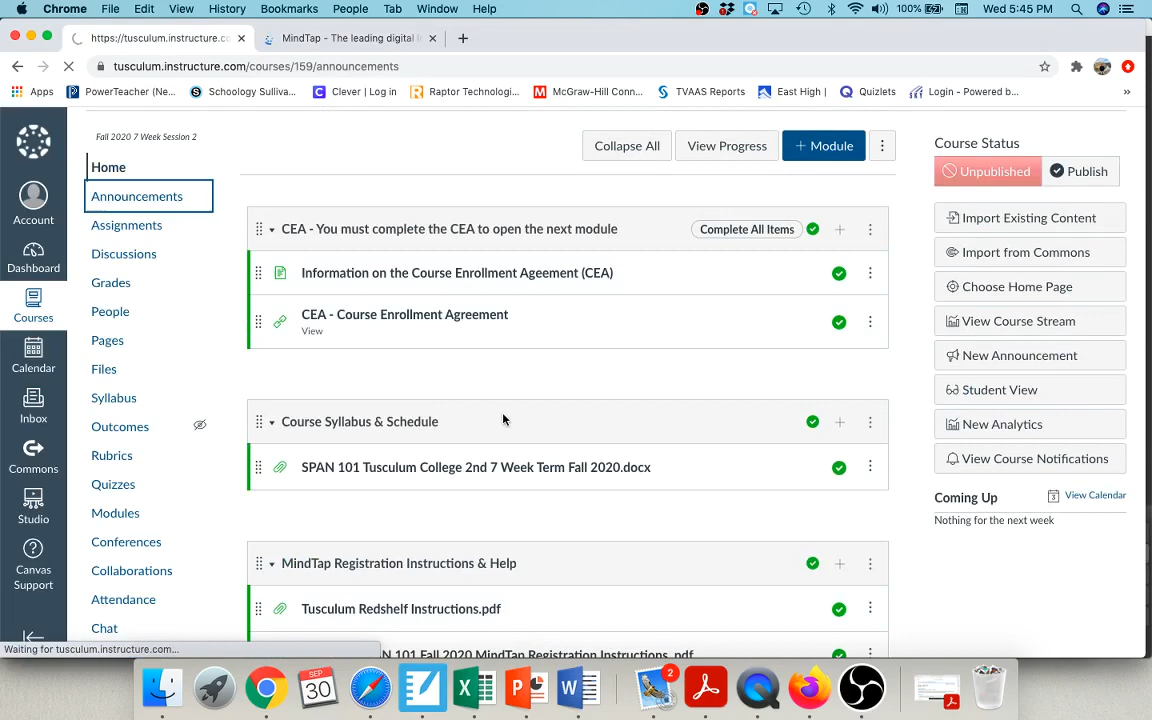 Chrome File Edit View History Bookmarks People Tab Window Help 100% Wed 5:45 PM
https://tusculum.instructure.co MindTap - The leading digital
tusculum.instructure.com/courses/159/announcements
Apps PowerTeacher (Ne... Schoology Sulliva... Clever | Log in Raptor Technologi... McGraw-Hill Conn... TVAAS Reports East High | Quizlets Login - Powered b... »
Fall 2020 7 Week Session 2
Collapse All View Progress + Module
Course Status
Unpublished Publish
Home
Announcements
Assignments
Discussions
Grades
People
Pages
Files
Syllabus
Outcomes
Rubrics
Quizzes
Modules
Conferences
Collaborations
Attendance
Chat
Account
Dashboard
Courses
Calendar
Inbox
Commons
Studio
Canvas
Support
CEA - You must complete the CEA to open the next module Complete All Items
Information on the Course Enrollment Ageement (CEA)
CEA - Course Enrollment Agreement
View
Course Syllabus & Schedule
SPAN 101 Tusculum College 2nd 7 Week Term Fall 2020.docx
MindTap Registration Instructions & Help
Tusculum Redshelf Instructions.pdf
N 101 Fall 2020 MindTap Registration Instructions .pdf
Import Existing Content
Import from Commons
Choose Home Page
View Course Stream
New Announcement
Student View
New Analytics
View Course Notifications
Coming Up 3 View Calendar
Nothing for the next week
Waiting for tusculum.instructure.com...
SEP
30
2